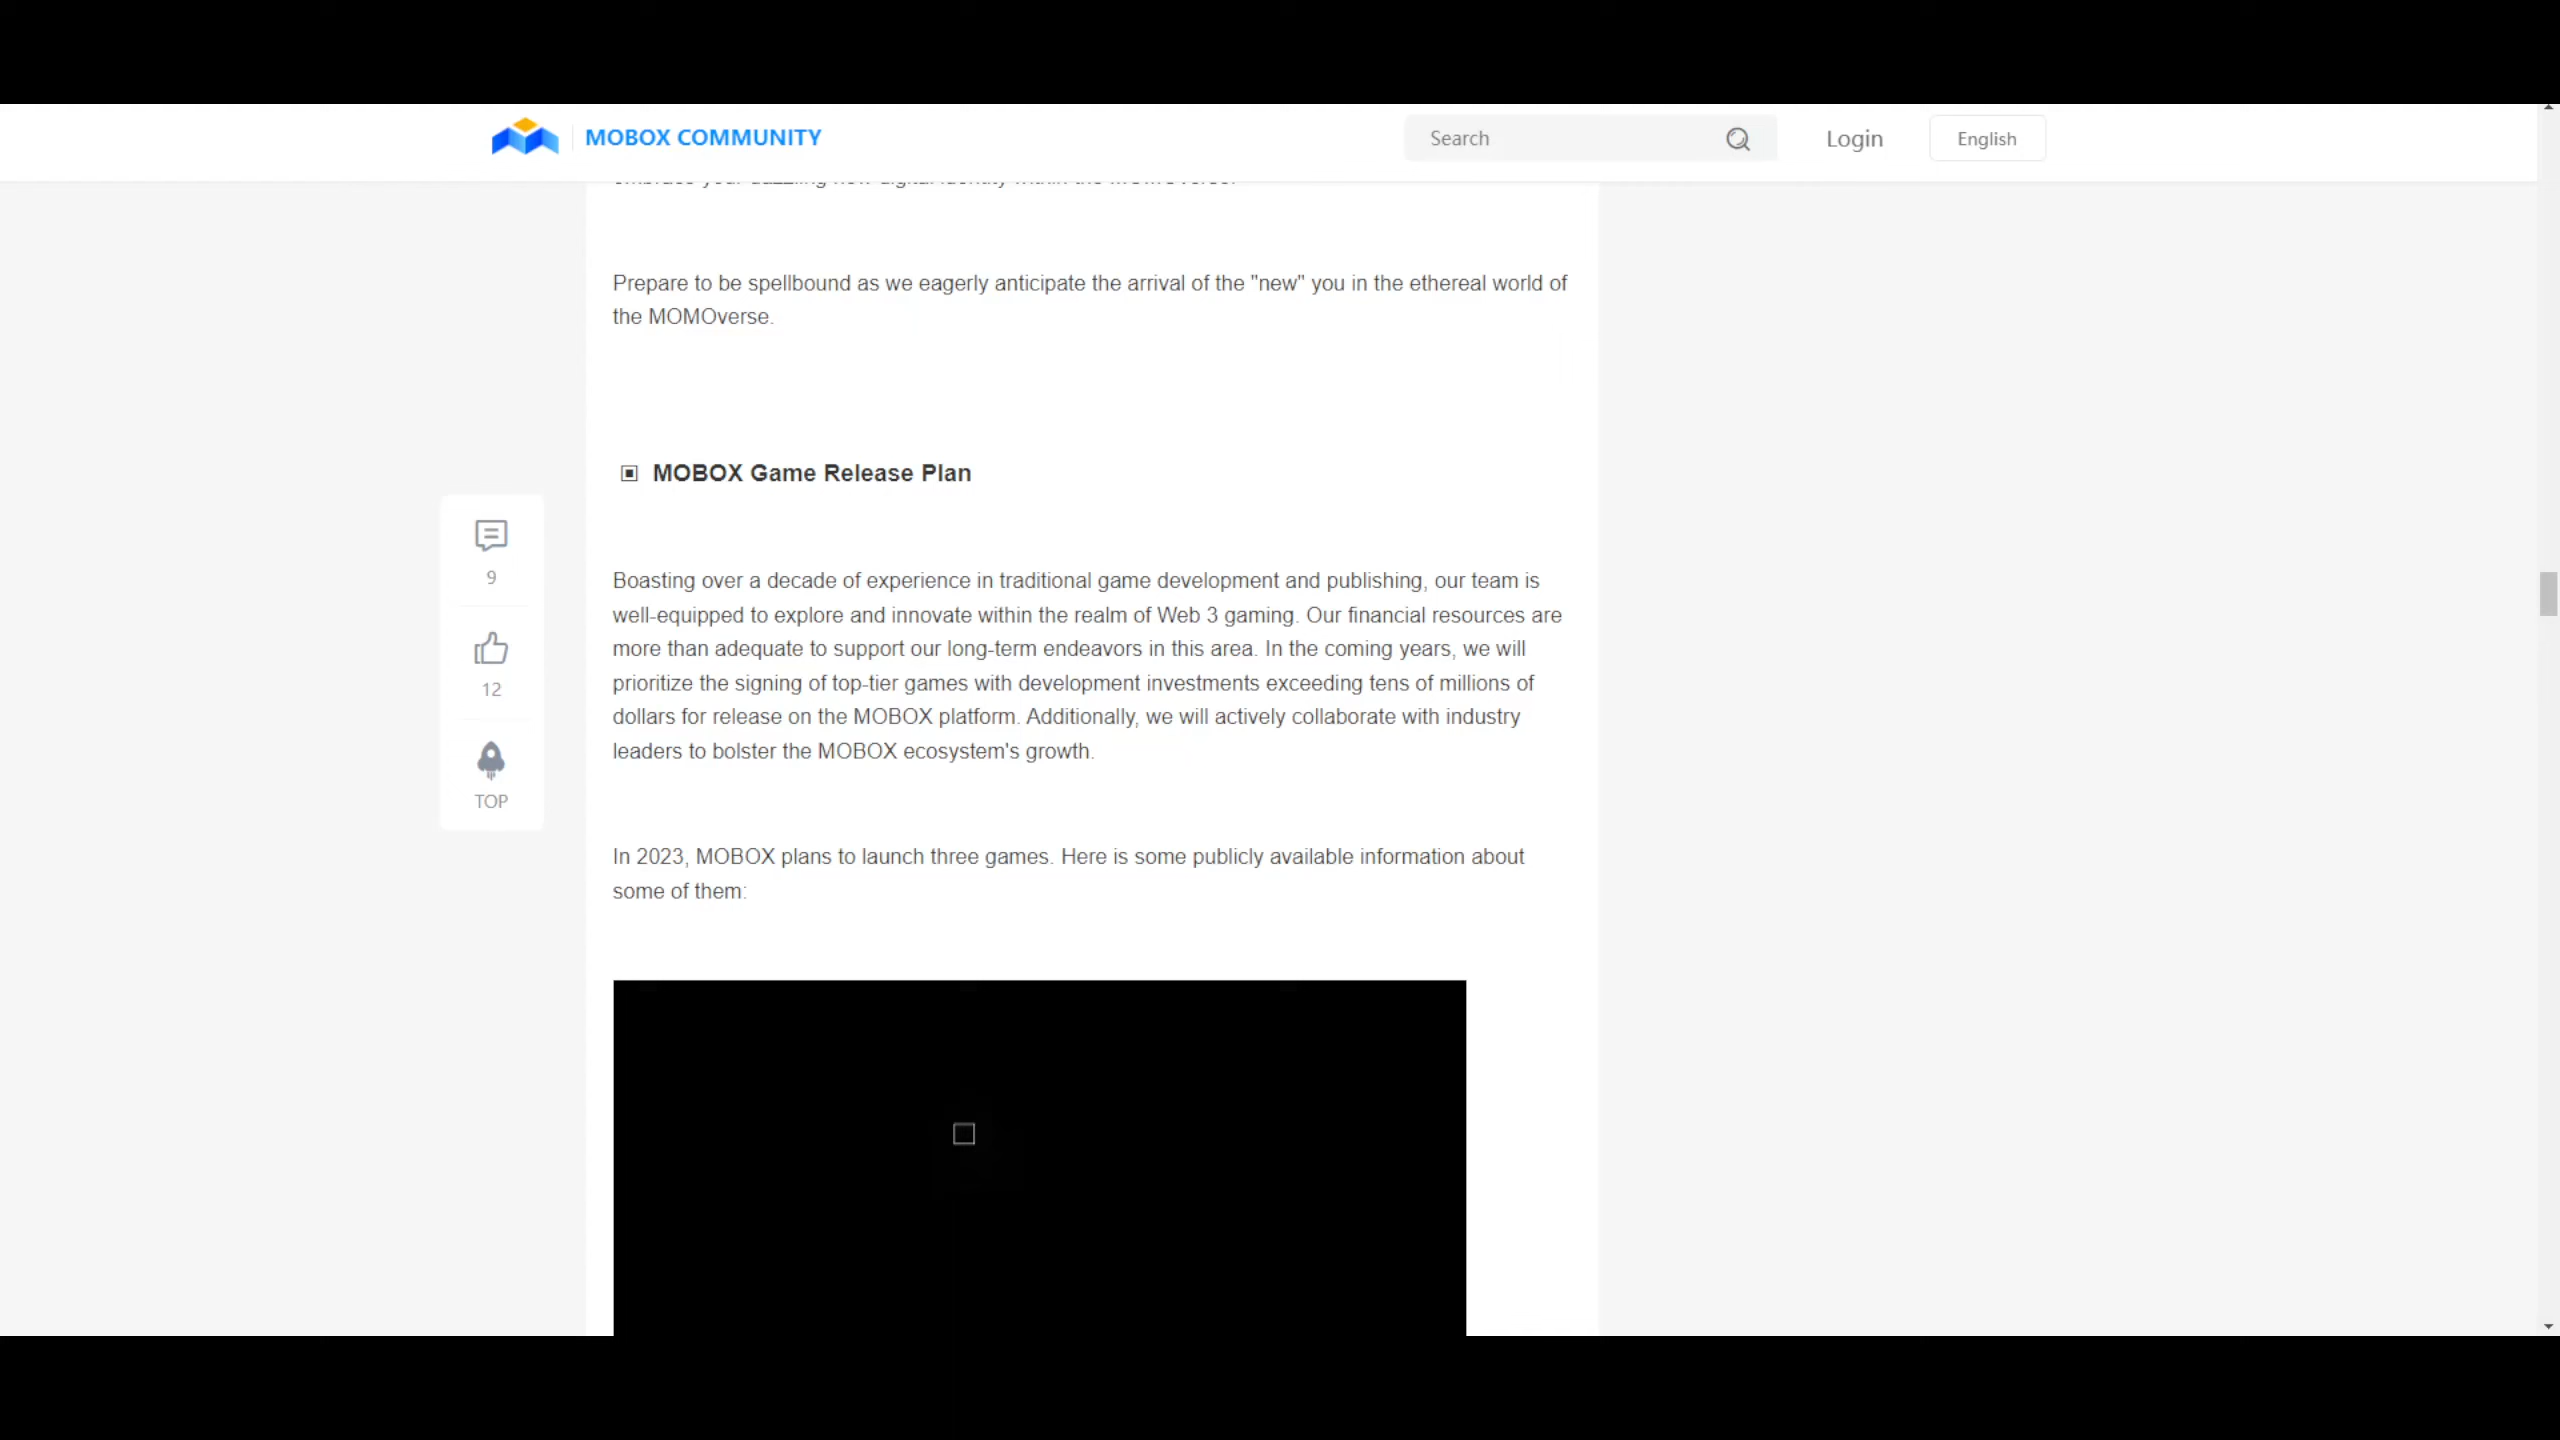 MOBOX COMMUNITY
Search
Login
English
Prepare to be spellbound as we eagerly anticipate the arrival of the "new" you in the ethereal world of
the MOMOverse.
MOBOX Game Release Plan
9
12
TOP
Boasting over a decade of experience in traditional game development and publishing, our team is
well-equipped to explore and innovate within the realm of Web 3 gaming. Our financial resources are
more than adequate to support our long-term endeavors in this area. In the coming years, we will
prioritize the signing of top-tier games with development investments exceeding tens of millions of
dollars for release on the MOBOX platform. Additionally, we will actively collaborate with industry
leaders to bolster the MOBOX ecosystem's growth.
In 2023, MOBOX plans to launch three games. Here is some publicly available information about
some of them: